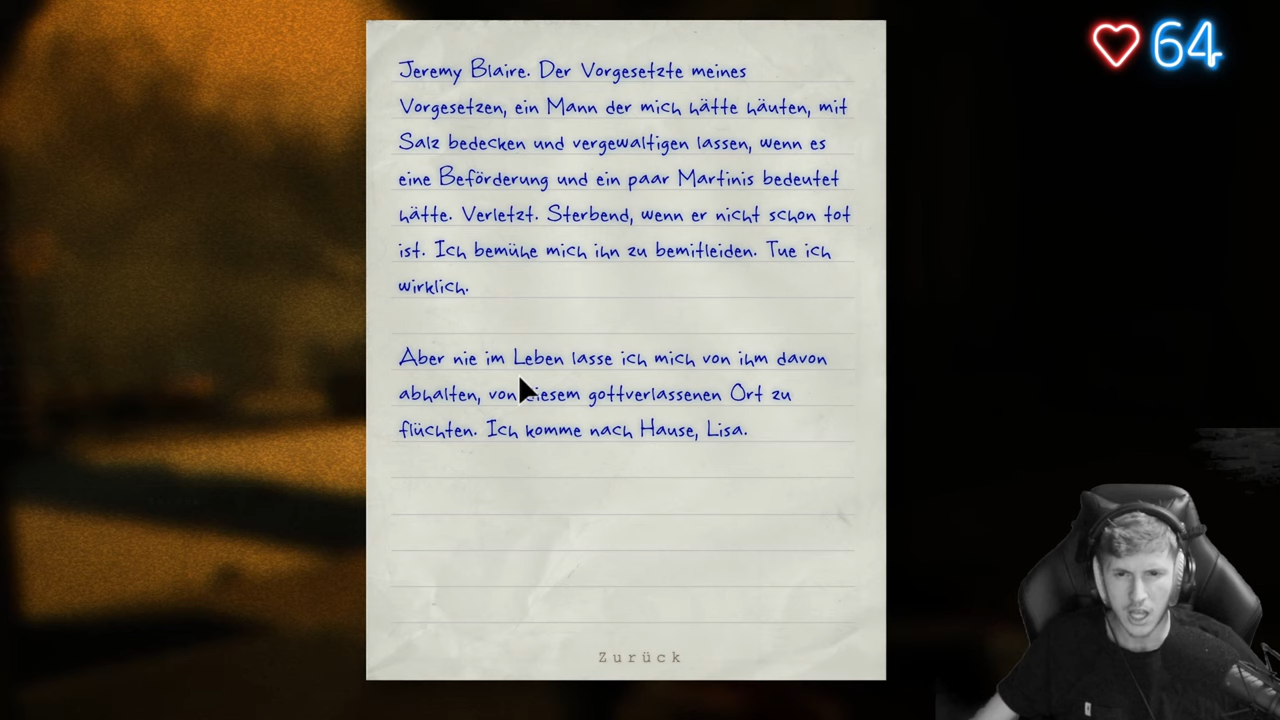 64
Jeremy Blaire. Der Vorgesetzte meines
Vorgesetzen, ein Mann der mich hätte häuten, mit
Salz bedecken und vergewaltigen lassen, wenn es
eine Beförderung und ein paar Martinis bedeutet
hätte. Verletzt. Sterbend, wenn er nicht schon tot
ist. Ich bemühe mich ihn zu bemitleiden. Tue ich
wirklich.
Aber nie im Leben lasse ich mich von ihm davon
abhalten, von diesem gottverlassenen Ort zu
flüchten. Ich komme nach Hause, Lisa.
Zurück